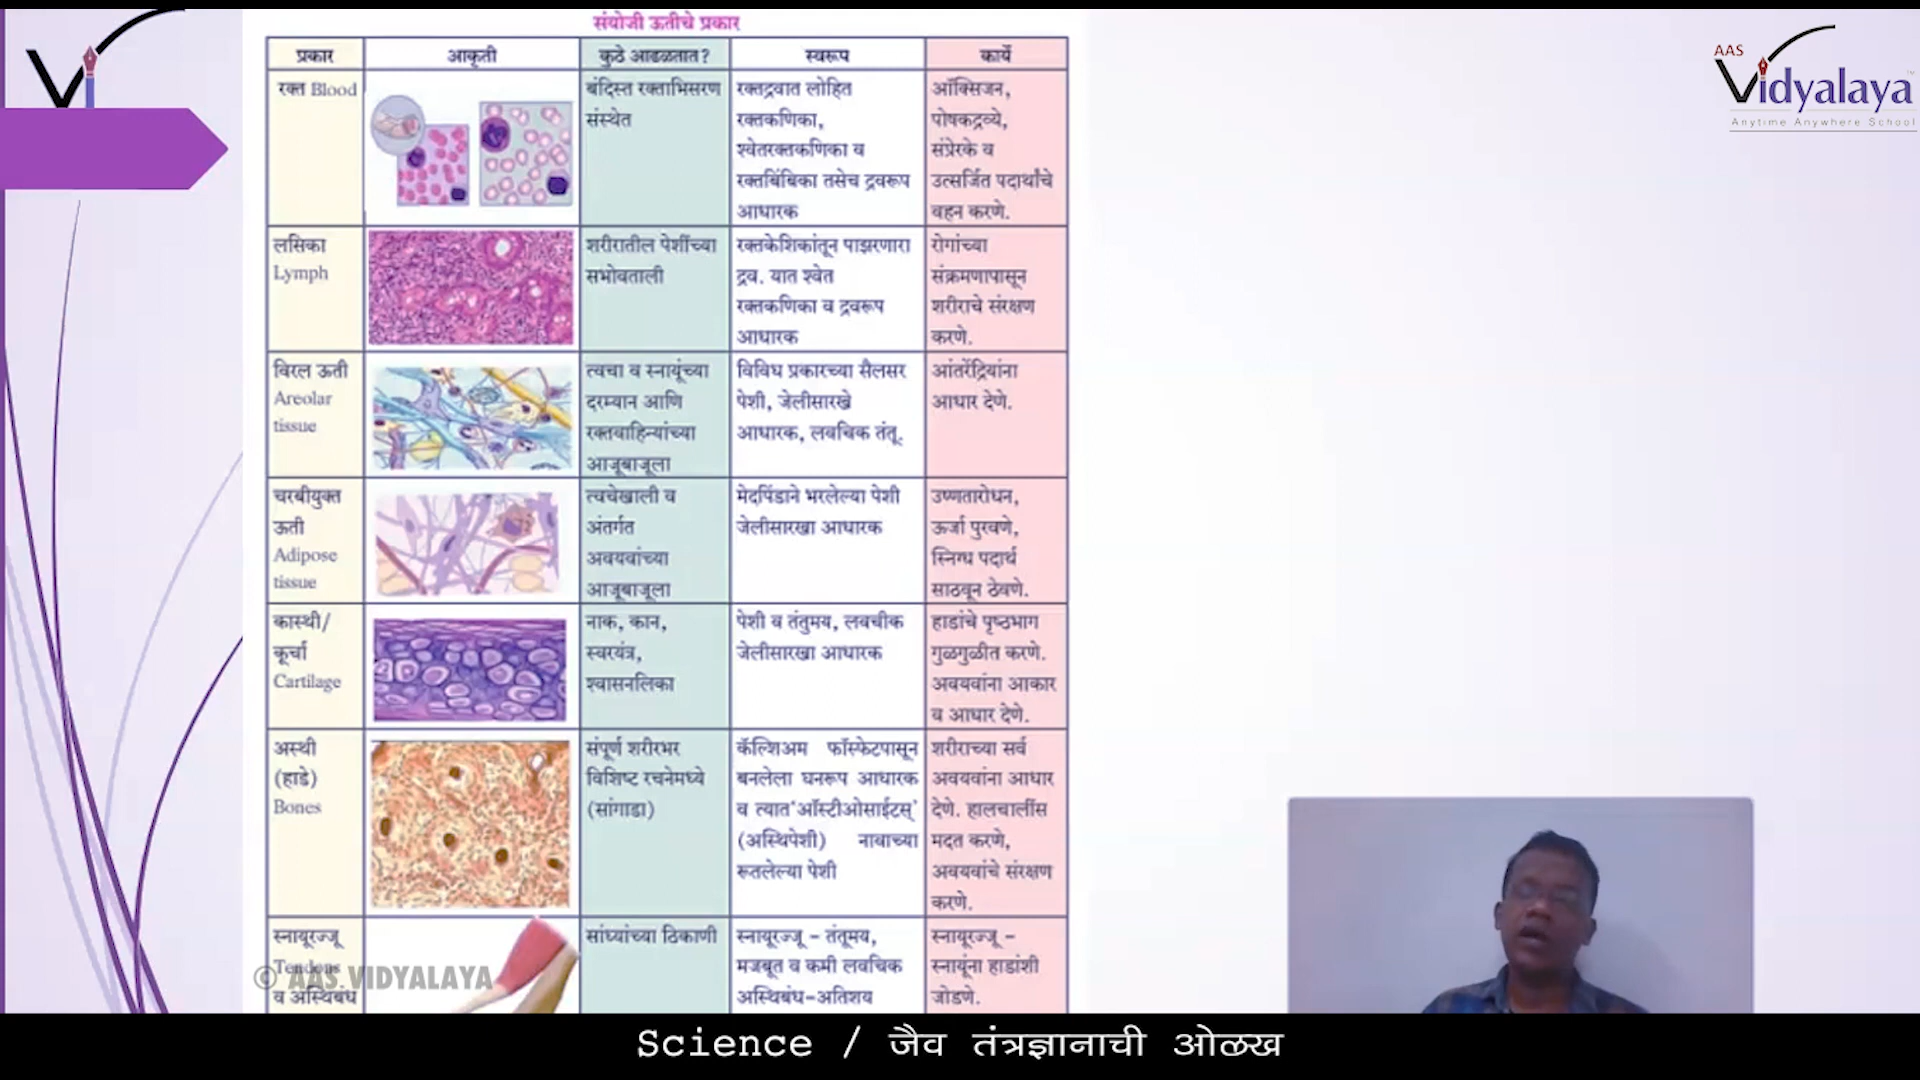 संयोजी ऊतीचे प्रकार
AAS
Vidyalaya
Anytime Anywhere School
प्रकार
आकृती
कुठे आढळतात?
स्वरूप
कार्ये
रक्त Blood
बंदिस्त रक्ताभिसरण
संस्थेत
रक्तद्रवात लोहित
रक्तकणिका,
श्वेतरक्तकणिका व
रक्तबिंबिका तसेच द्रवरूप
आधारक
ऑक्सिजन,
पोषकद्रव्ये,
संप्रेरके व
उत्सर्जित पदार्थांचे
वहन करणे.
लसिका
Lymph
शरीरातील पेशींच्या
सभोवताली
रक्तकेशिकांतून पाझरणारा
द्रव. यात श्वेत
रक्तकणिका व द्रवरूप
आधारक
रोगांच्या
संक्रमणापासून
शरीराचे संरक्षण
करणे.
विरल ऊती
Areolar
tissue
त्वचा व स्नायूंच्या
दरम्यान आणि
रक्तवाहिन्यांच्या
आजूबाजूला
विविध प्रकारच्या सैलसर
पेशी, जेलीसारखे
आधारक, लवचिक तंतू.
आंतरेंद्रियांना
आधार देणे.
चरबीयुक्त
ऊती
Adipose
tissue
त्वचेखाली व
अंतर्गत
अवयवांच्या
आजूबाजूला
मेदपिंडाने भरलेल्या पेशी
जेलीसारखा आधारक
उष्णतारोधन,
ऊर्जा पुरवणे,
स्निग्ध पदार्थ
साठवून ठेवणे.
कास्थी/
कूर्चा
Cartilage
नाक, कान,
स्वरयंत्र,
श्वासनलिका
पेशी व तंतुमय, लवचीक
जेलीसारखा आधारक
हाडांचे पृष्ठभाग
गुळगुळीत करणे.
अवयवांना आकार
व आधार देणे.
अस्थी
(हाडे)
Bones
संपूर्ण शरीरभर
विशिष्ट रचनेमध्ये
(सांगाडा)
कॅल्शिअम फॉस्फेटपासून
बनलेला घनरूप आधारक
व त्यात 'ऑस्टीओसाईटस्'
(अस्थिपेशी) नावाच्या
रूतलेल्या पेशी
शरीराच्या सर्व
अवयवांना आधार
देणे. हालचालींस
मदत करणे,
अवयवांचे संरक्षण
करणे.
स्नायूरज्जू
Tendons
व अस्थिबंध
सांध्यांच्या ठिकाणी
स्नायूरज्जू - तंतूमय,
मजबूत व कमी लवचिक
अस्थिबंध-अतिशय
स्नायूरज्जू -
स्नायूंना हाडांशी
जोडणे.
© AAS VIDYALAYA
Science / जैव तंत्रज्ञानाची ओळख